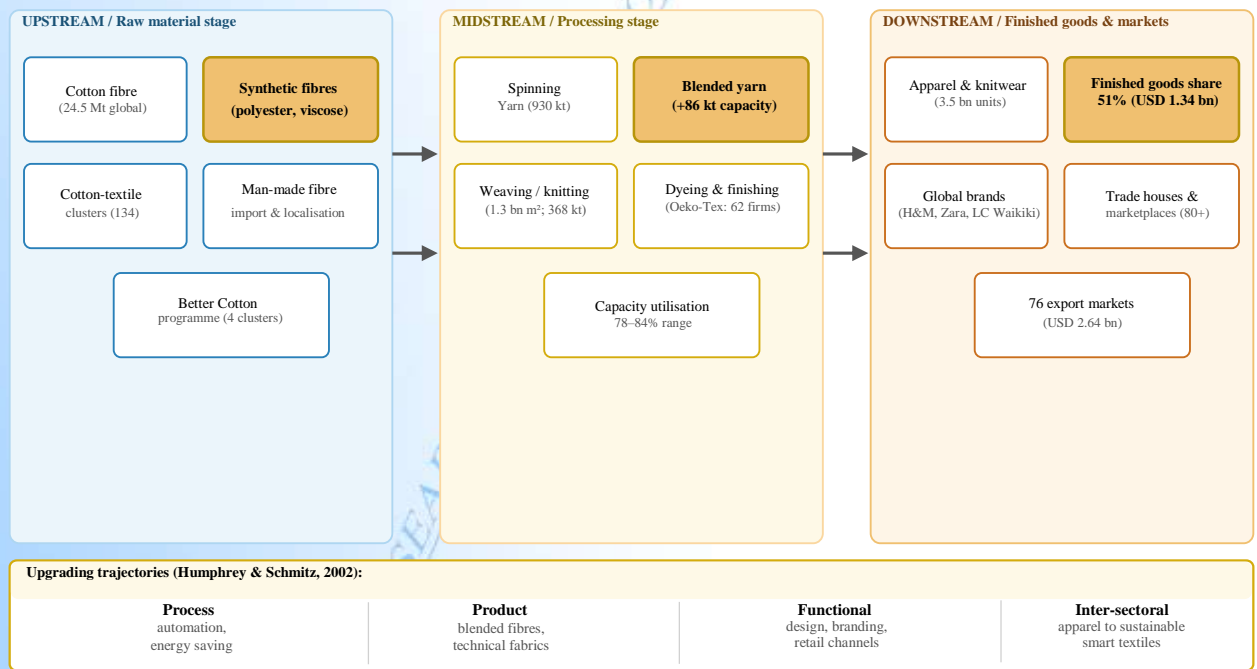 UPSTREAM / Raw material stage
Cotton fibre
(24.5 Mt global)
Synthetic fibres
(polyester, viscose)
Cotton-textile
clusters (134)
Man-made fibre
import & localisation
Better Cotton
programme (4 clusters)
MIDSTREAM / Processing stage
Spinning
Yarn (930 kt)
Blended yarn
(+86 kt capacity)
Weaving / knitting
(1.3 bn m²; 368 kt)
Dyeing & finishing
(Oeko-Tex: 62 firms)
Capacity utilisation
78–84% range
DOWNSTREAM / Finished goods & markets
Apparel & knitwear
(3.5 bn units)
Finished goods share
51% (USD 1.34 bn)
Global brands
(H&M, Zara, LC Waikiki)
Trade houses &
marketplaces (80+)
76 export markets
(USD 2.64 bn)
Upgrading trajectories (Humphrey & Schmitz, 2002):
Process
automation,
energy saving
Product
blended fibres,
technical fabrics
Functional
design, branding,
retail channels
Inter-sectoral
apparel to sustainable
smart textiles